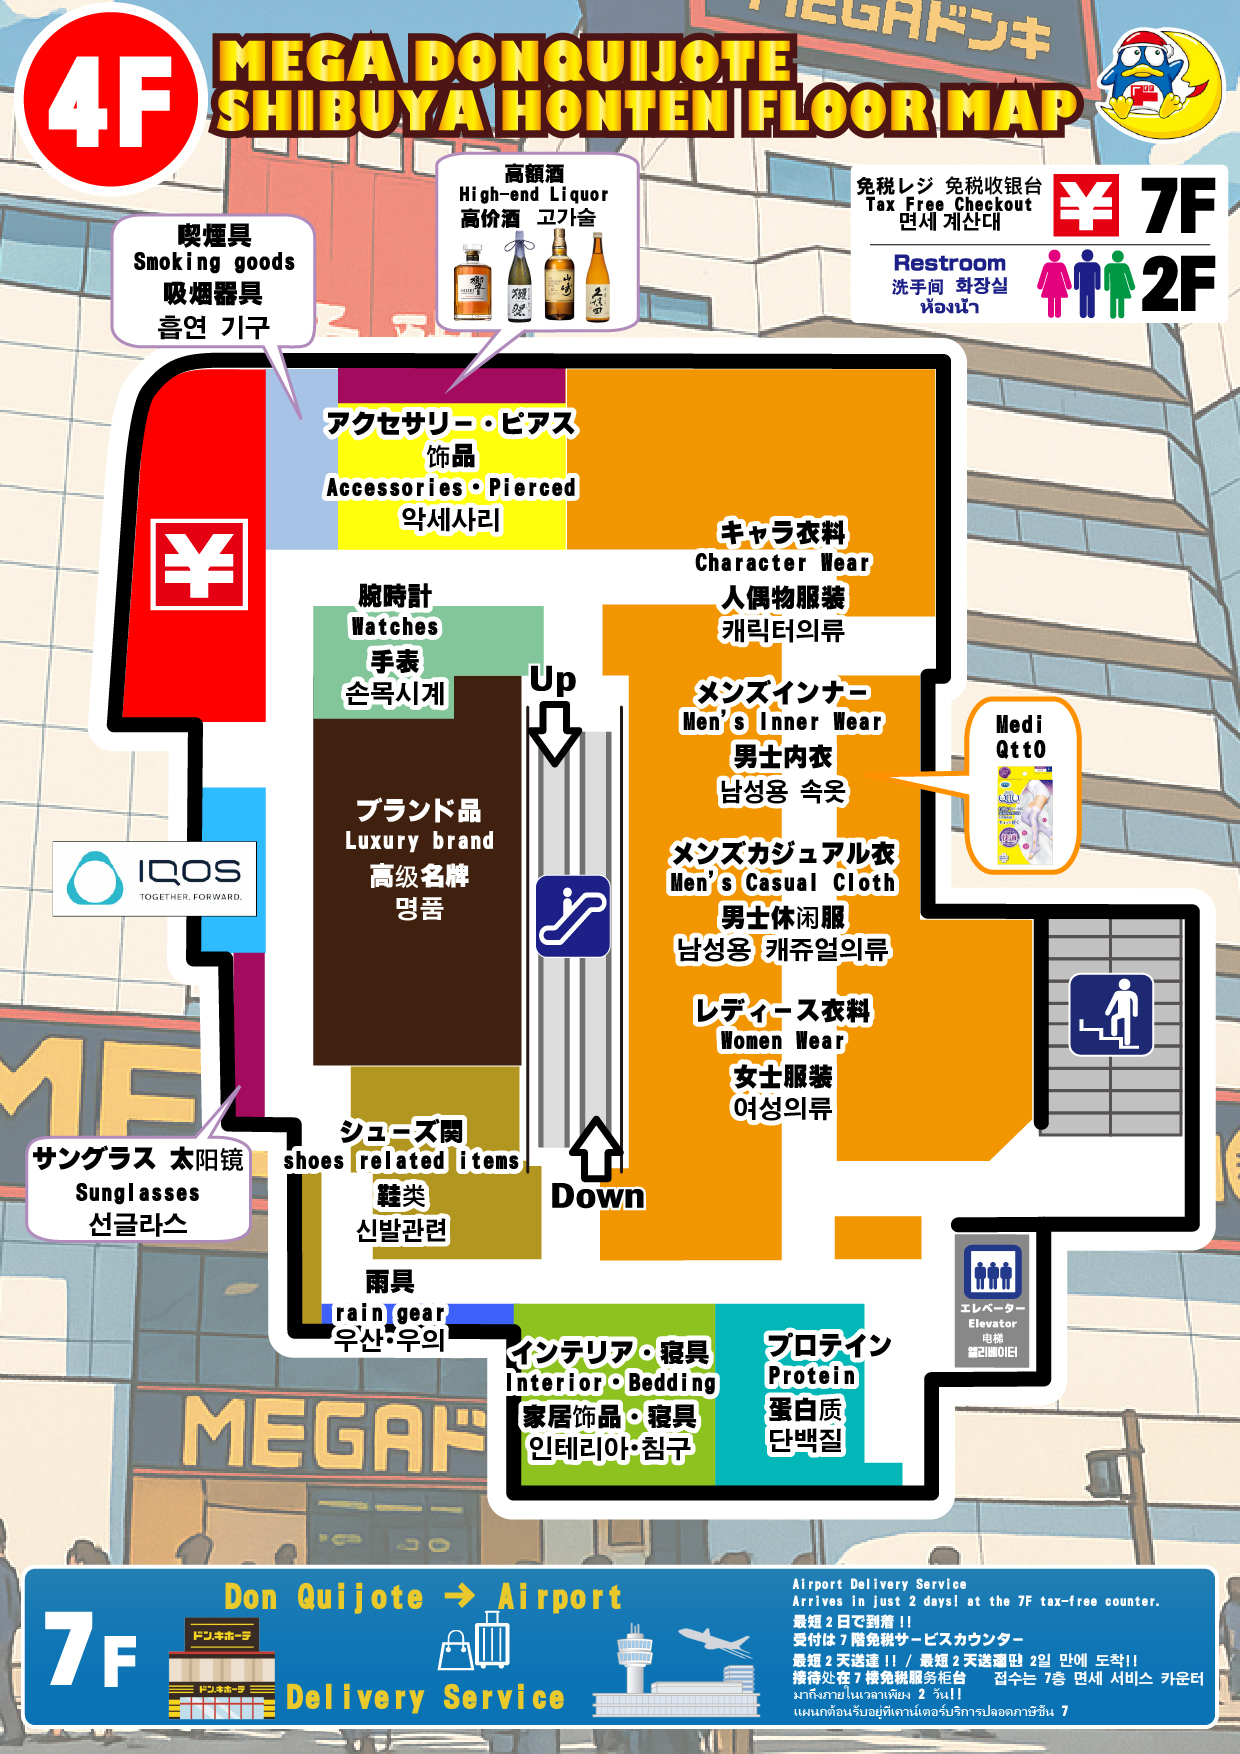 MEGAドンキ
4F
MEGA DONQUIJOTE
SHIBUYA HONTEN FLOOR MAP
高額酒
High-end Liquor
高价酒 고가술
喫煙具
Smoking goods
吸烟器具
흡연 기구
免税レジ 免税收银台
Tax Free Checkout
면세 계산대
¥ 7F
Restroom
洗手间 화장실
ห้องน้ำ
2F
アクセサリー・ピアス
饰品
Accessories・Pierced
악세사리
¥
キャラ衣料
Character Wear
人偶物服装
캐릭터의류
腕時計
Watches
手表
손목시계
Up
メンズインナー
Men's Inner Wear
男士内衣
남성용 속옷
Medi
QttO
ブランド品
Luxury brand
高级名牌
명품
IQOS
TOGETHER. FORWARD.
メンズカジュアル衣
Men's Casual Cloth
男士休闲服
남성용 캐쥬얼의류
レディース衣料
Women Wear
女士服装
여성의류
サングラス 太阳镜
Sunglasses
선글라스
シューズ関
shoes related items
鞋类
신발관련
Down
雨具
rain gear
우산・우의
エレベーター
Elevator
电梯
엘리베이터
インテリア・寝具
Interior・Bedding
家居饰品・寝具
인테리아・침구
プロテイン
Protein
蛋白质
단백질
MEGAド
7F
Don Quijote → Airport
Delivery Service
ドン.キホーテ
ドン.キホーテ
Airport Delivery Service
Arrives in just 2 days! at the 7F tax-free counter.
最短2日で到着!!
受付は7階免税サービスカウンター
最短2天送達!! / 最短2天送達!! 2일 만에 도착!!
接待处在7楼免税服务柜台 접수는 7층 면세 서비스 카운터
มาถึงภายในเวลาเพียง 2 วัน!!
แผนกต้อนรับอยู่ที่เคาน์เตอร์บริการปลอดภาษีชั้น 7